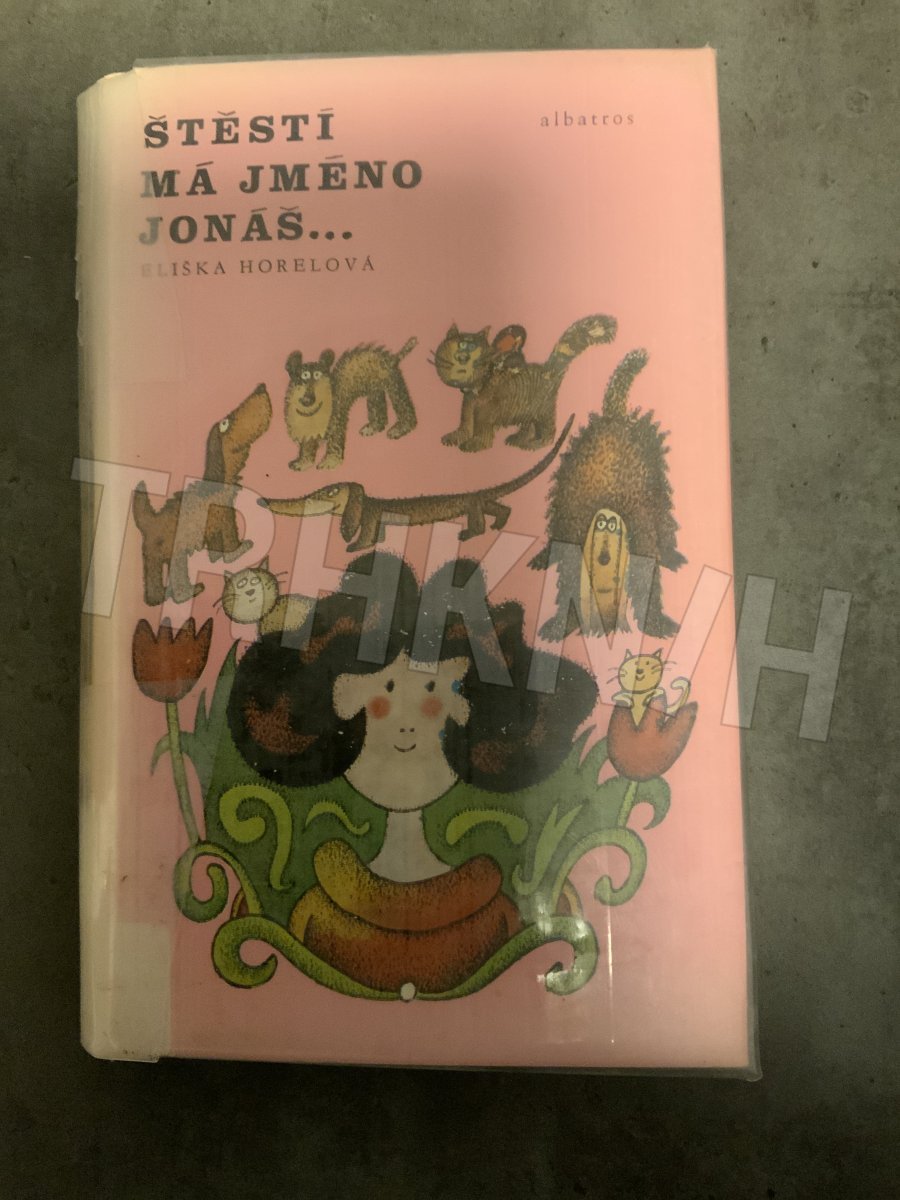 ŠTĚSTÍ
MÁ JMÉNO
JONÁŠ...
ELIŠKA HORELOVÁ
albatros
TRHKNIH